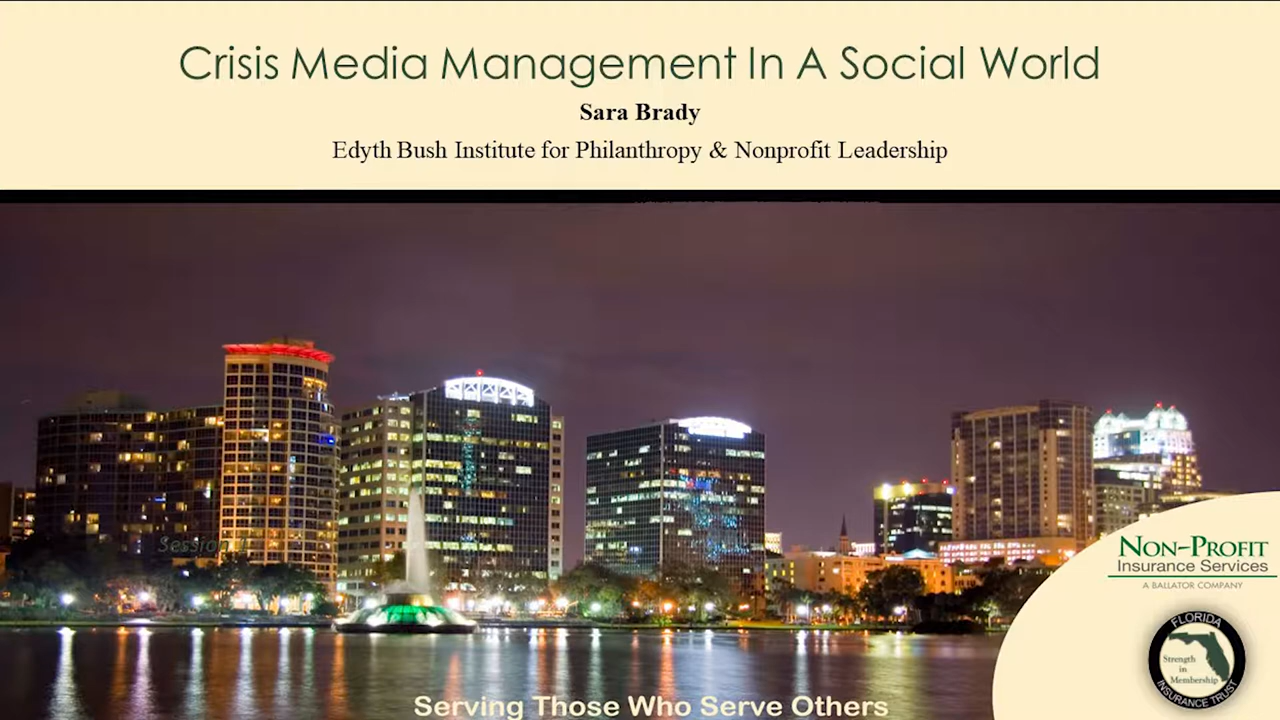 Crisis Media Management In A Social World
Sara Brady
Edyth Bush Institute for Philanthropy & Nonprofit Leadership
Session
NON-PROFIT
Insurance Services
A BALLATOR COMPANY
FLORIDA
Strength
in
Membership
INSURANCE TRUST
Serving Those Who Serve Others